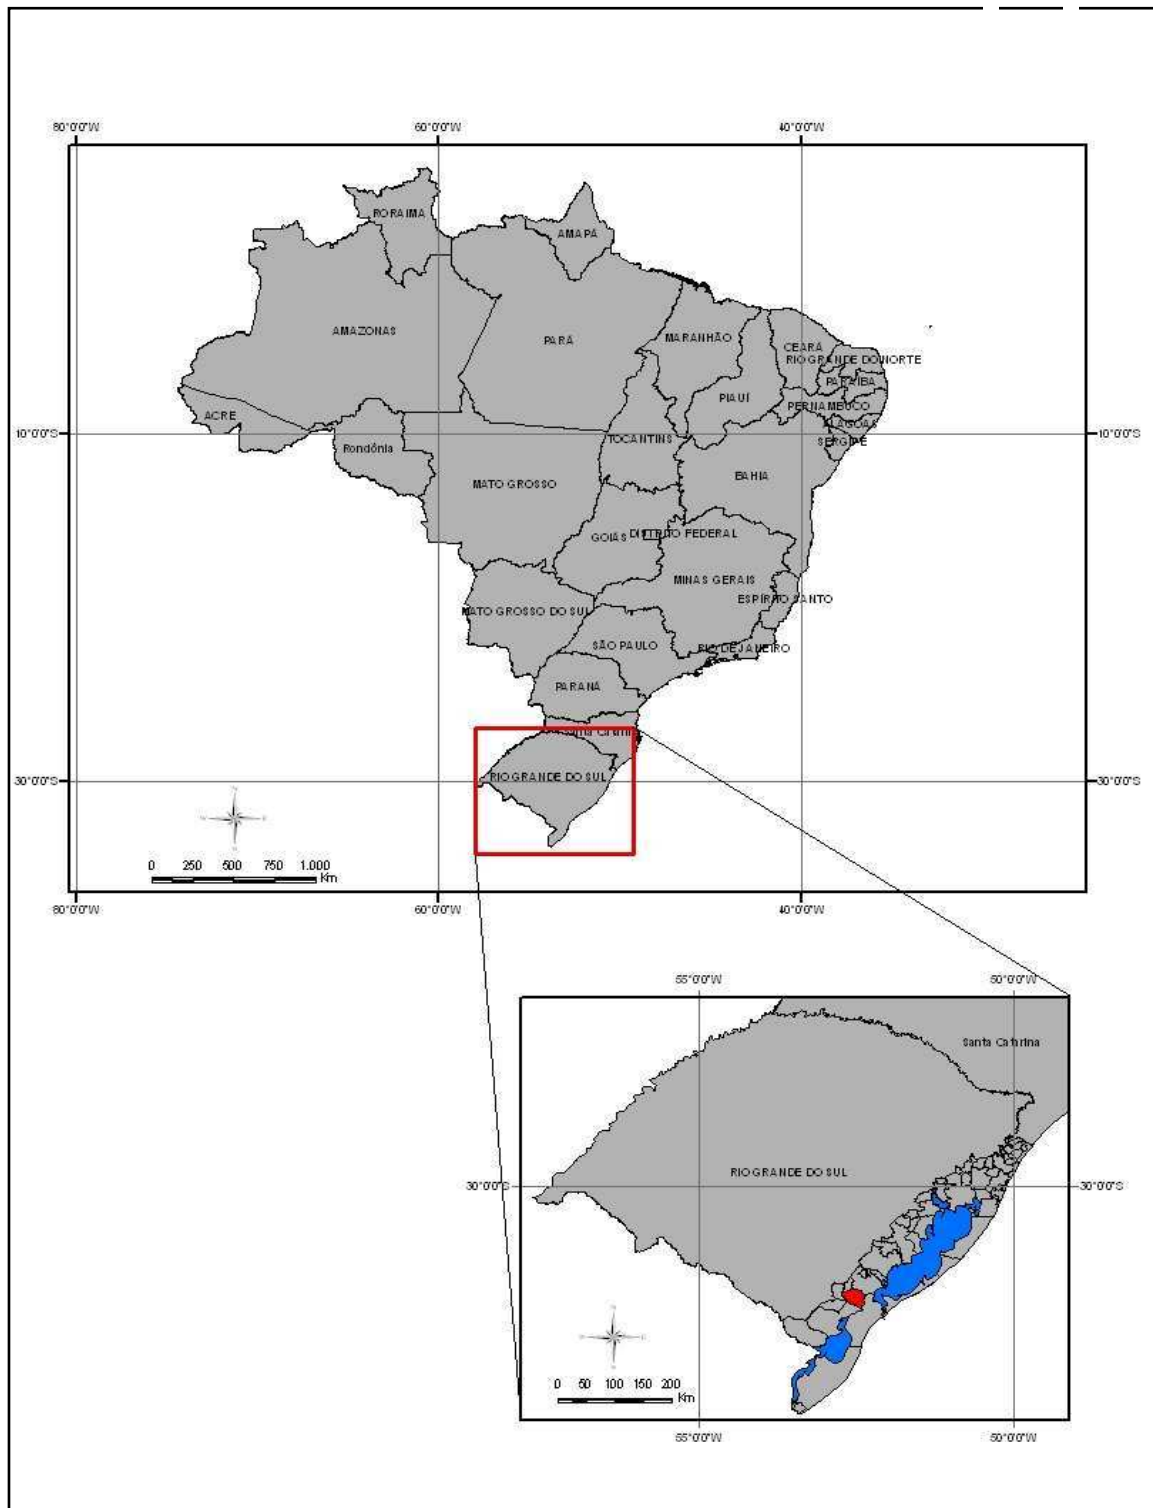 80°0'0"W 60°0'0"W 40°0'0"W
RORAIMA
AMAPÁ
AMAZONAS
PARÁ
MARANHÃO
CEARÁ
RIO GRANDE DO NORTE
PARAÍBA
PIAUÍ
PERNAMBUCO
ACRE
ALAGOAS
10°0'0"S 10°0'0"S
TOCANTINS
SERGIPE
Rondônia
MATO GROSSO
BAHIA
GOIÁS
DISTRITO FEDERAL
MINAS GERAIS
ESPÍRITO SANTO
MATO GROSSO DO SUL
SÃO PAULO
RIO DE JANEIRO
PARANÁ
Santa Catarina
30°0'0"S 30°0'0"S
RIO GRANDE DO SUL
0 250 500 750 1.000
Km
80°0'0"W 60°0'0"W 40°0'0"W
55°0'0"W 50°0'0"W
Santa Catarina
RIO GRANDE DO SUL
30°0'0"S 30°0'0"S
0 50 100 150 200
Km
55°0'0"W 50°0'0"W